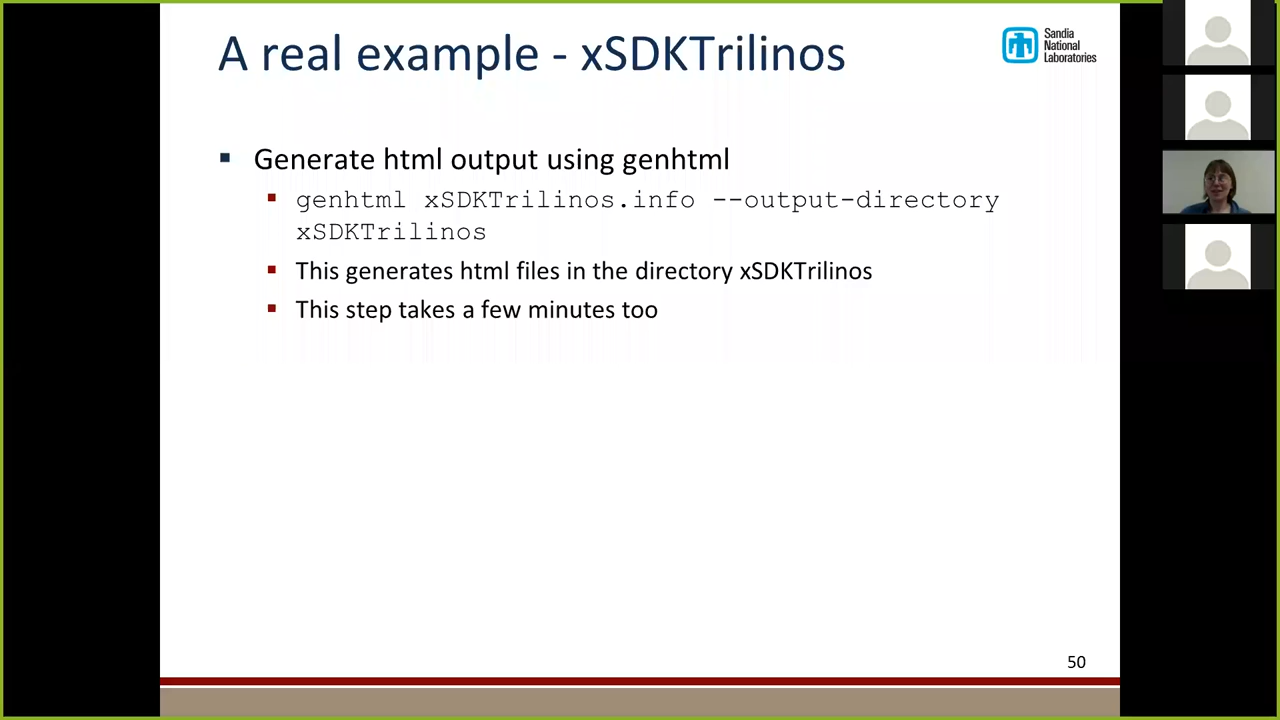 A real example - xSDKTrilinos
Sandia
National
Laboratories
▪ Generate html output using genhtml
▪ genhtml xSDKTrilinos.info --output-directory
xSDKTrilinos
▪ This generates html files in the directory xSDKTrilinos
▪ This step takes a few minutes too
50